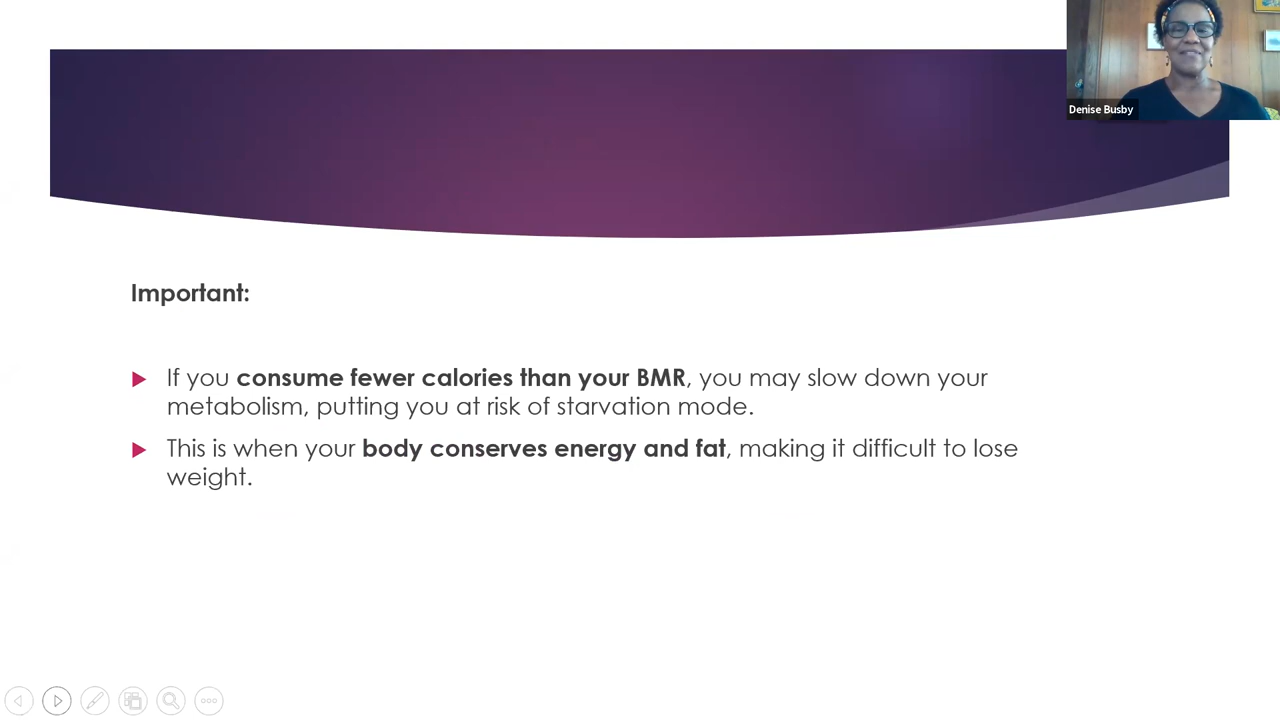 Denise Busby
Important:
If you consume fewer calories than your BMR, you may slow down your
metabolism, putting you at risk of starvation mode.
This is when your body conserves energy and fat, making it difficult to lose
weight.